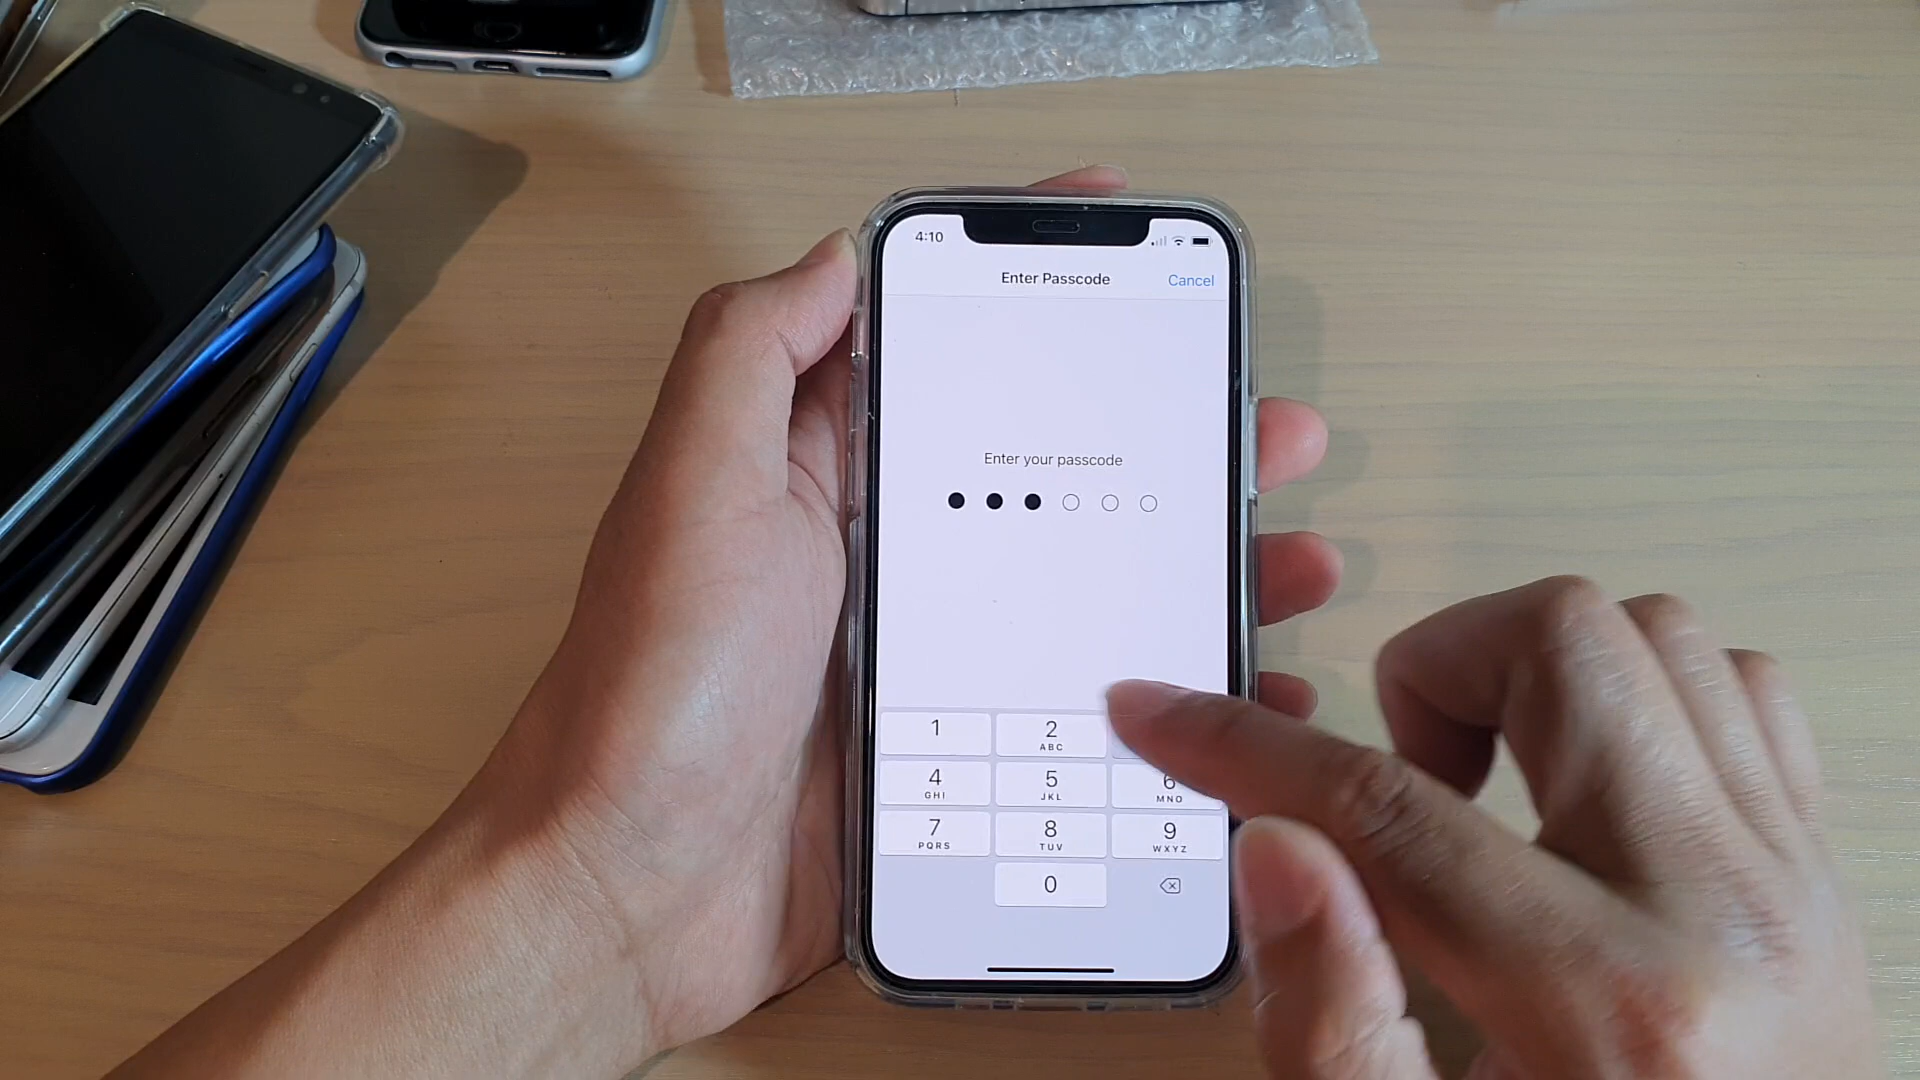 4:10
Enter Passcode
Cancel
Enter your passcode
1
2
ABC
4
GHI
5
JKL
6
MNO
7
PQRS
8
TUV
9
WXYZ
0